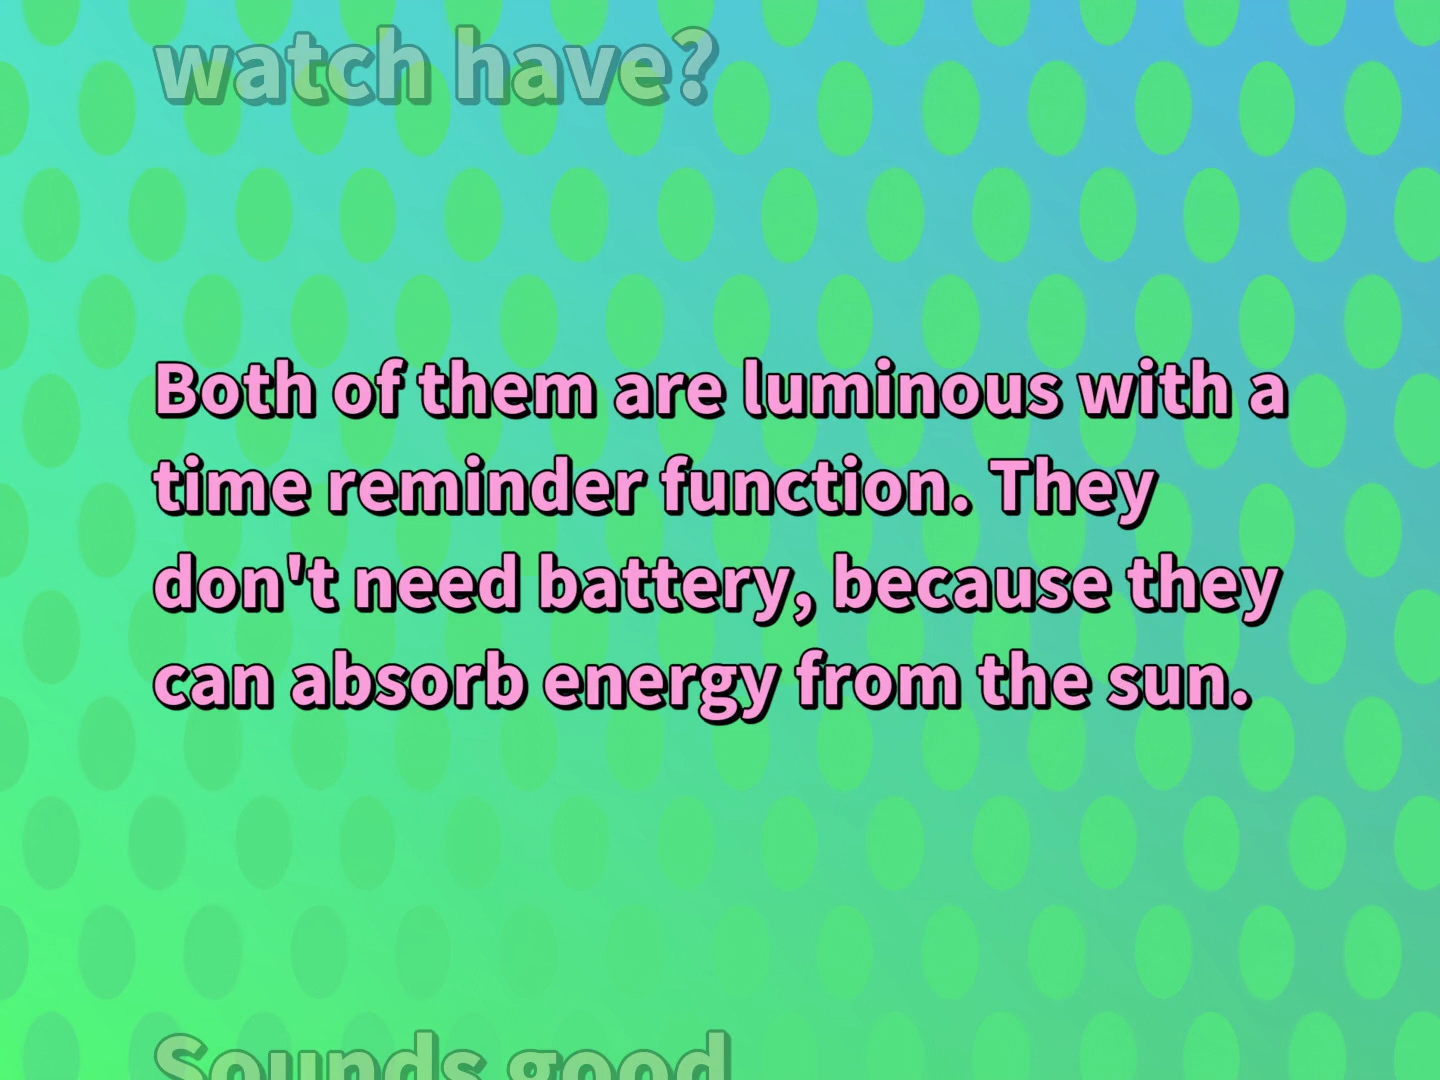 watch have?
Both of them are luminous with a
time reminder function. They
don't need battery, because they
can absorb energy from the sun.
Sounds good